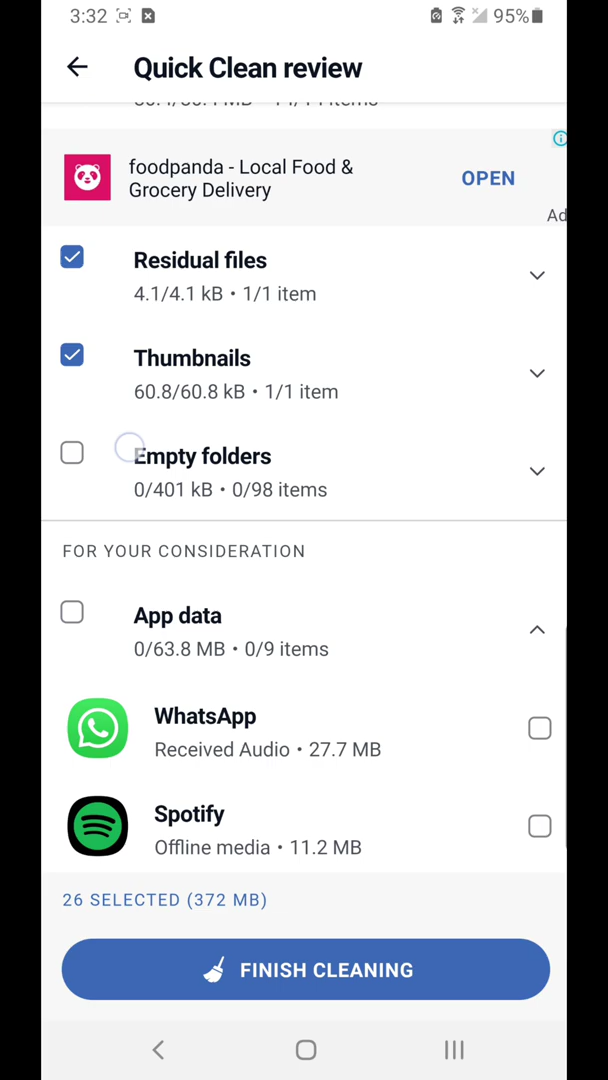 3:32
95%
Quick Clean review
foodpanda - Local Food &
Grocery Delivery
OPEN
Ad
Residual files
4.1/4.1 kB • 1/1 item
Thumbnails
60.8/60.8 kB • 1/1 item
Empty folders
0/401 kB • 0/98 items
FOR YOUR CONSIDERATION
App data
0/63.8 MB • 0/9 items
WhatsApp
Received Audio • 27.7 MB
Spotify
Offline media • 11.2 MB
26 SELECTED (372 MB)
FINISH CLEANING